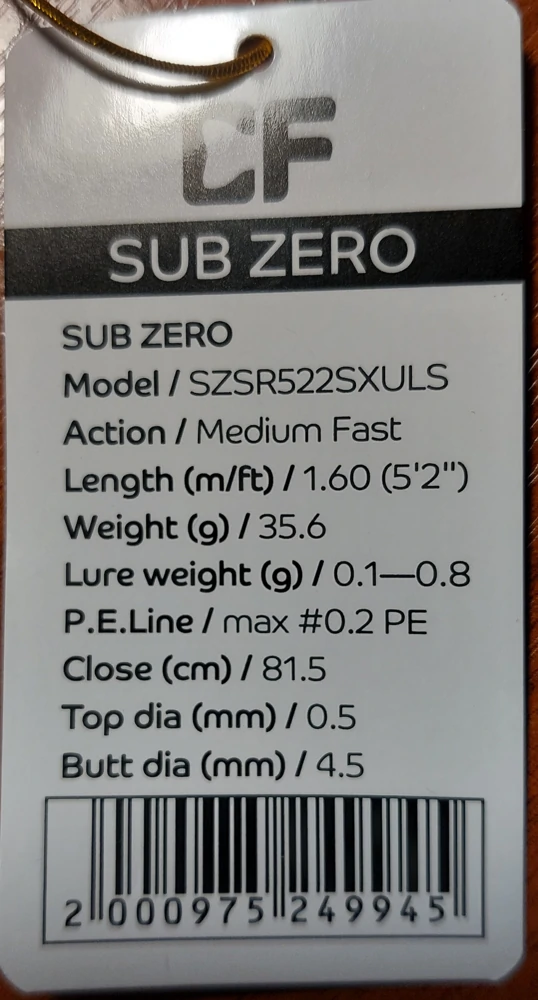 CF
SUB ZERO
SUB ZERO
Model / SZSR522SXULS
Action / Medium Fast
Length (m/ft) / 1.60 (5'2")
Weight (g) / 35.6
Lure weight (g) / 0.1—0.8
P.E.Line / max #0.2 PE
Close (cm) / 81.5
Top dia (mm) / 0.5
Butt dia (mm) / 4.5
2 000975 249945